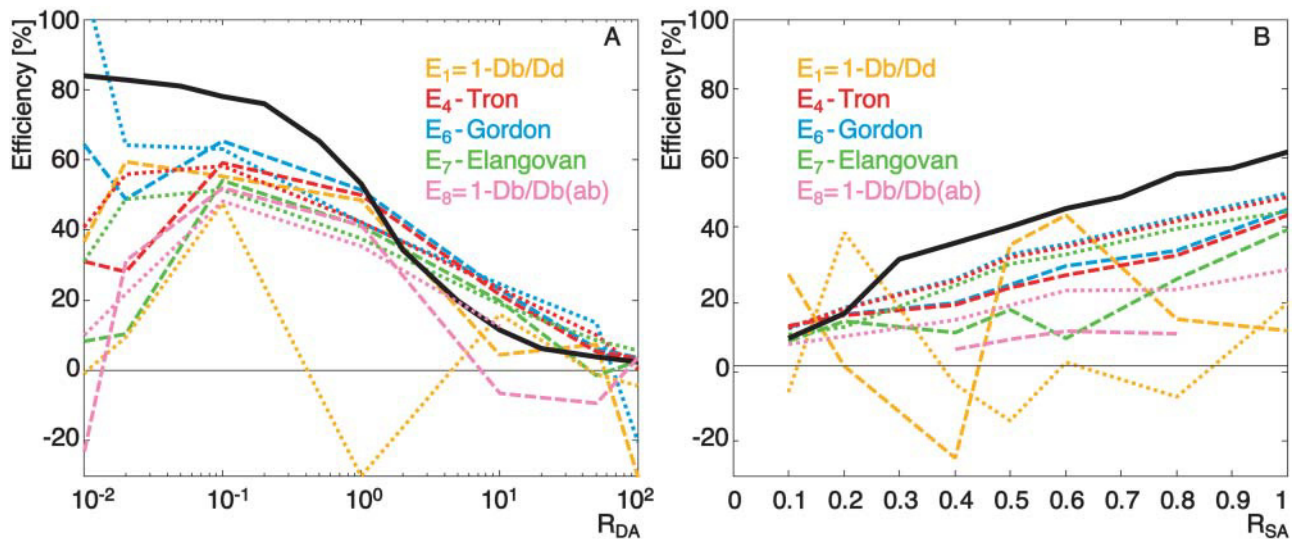 A
Efficiency [%]
100
80
60
40
20
0
-20
E₁=1-Db/Dd
E₄-Tron
E₆-Gordon
E₇-Elangovan
E₈=1-Db/Db(ab)
10⁻² 10⁻¹ 10⁰ 10¹ 10²
R_DA
B
Efficiency [%]
100
80
60
40
20
0
-20
E₁=1-Db/Dd
E₄-Tron
E₆-Gordon
E₇-Elangovan
E₈=1-Db/Db(ab)
0 0.1 0.2 0.3 0.4 0.5 0.6 0.7 0.8 0.9 1
R_SA